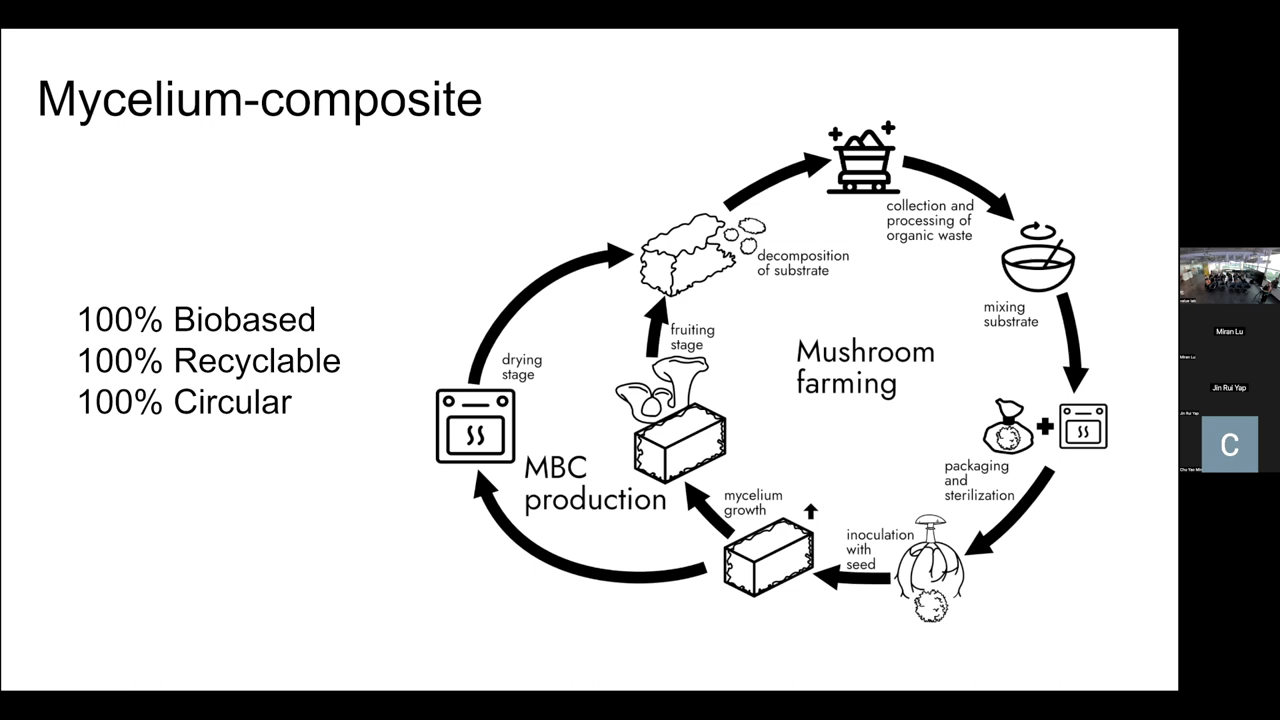 Mycelium-composite
100% Biobased
100% Recyclable
100% Circular
collection and
processing of
organic waste
mixing
substrate
packaging
and
sterilization
inoculation
with
seed
mycelium
growth
fruiting
stage
decomposition
of substrate
drying
stage
Mushroom
farming
MBC
production
Miran Lu
Miran Lu
Jin Rui Yap
Jin Rui Yap
C